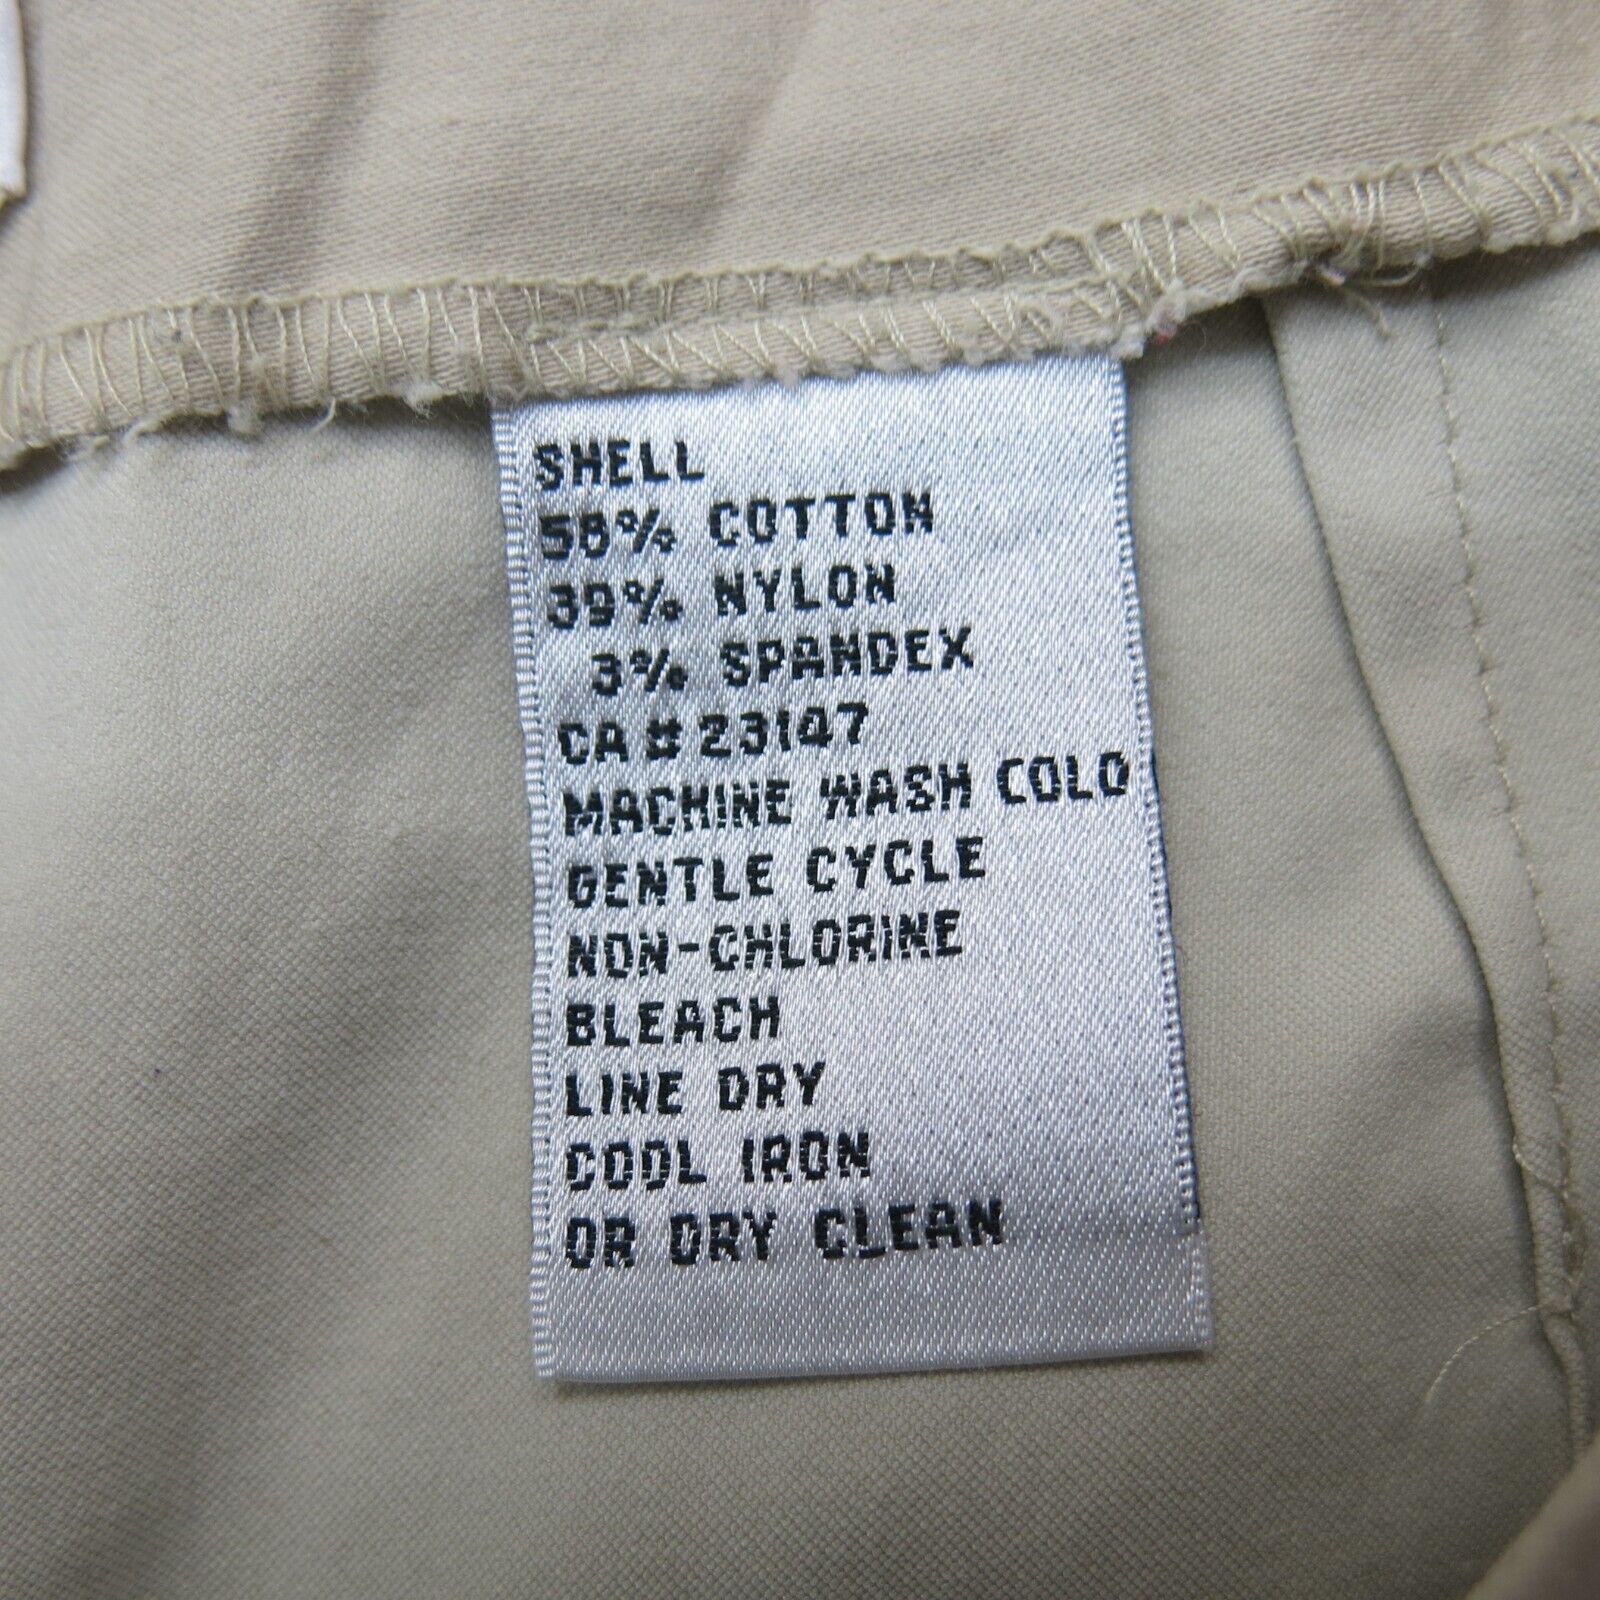 SHELL
58% COTTON
39% NYLON
3% SPANDEX
CA # 23147
MACHINE WASH COLD
GENTLE CYCLE
NON-CHLORINE
BLEACH
LINE DRY
COOL IRON
OR DRY CLEAN